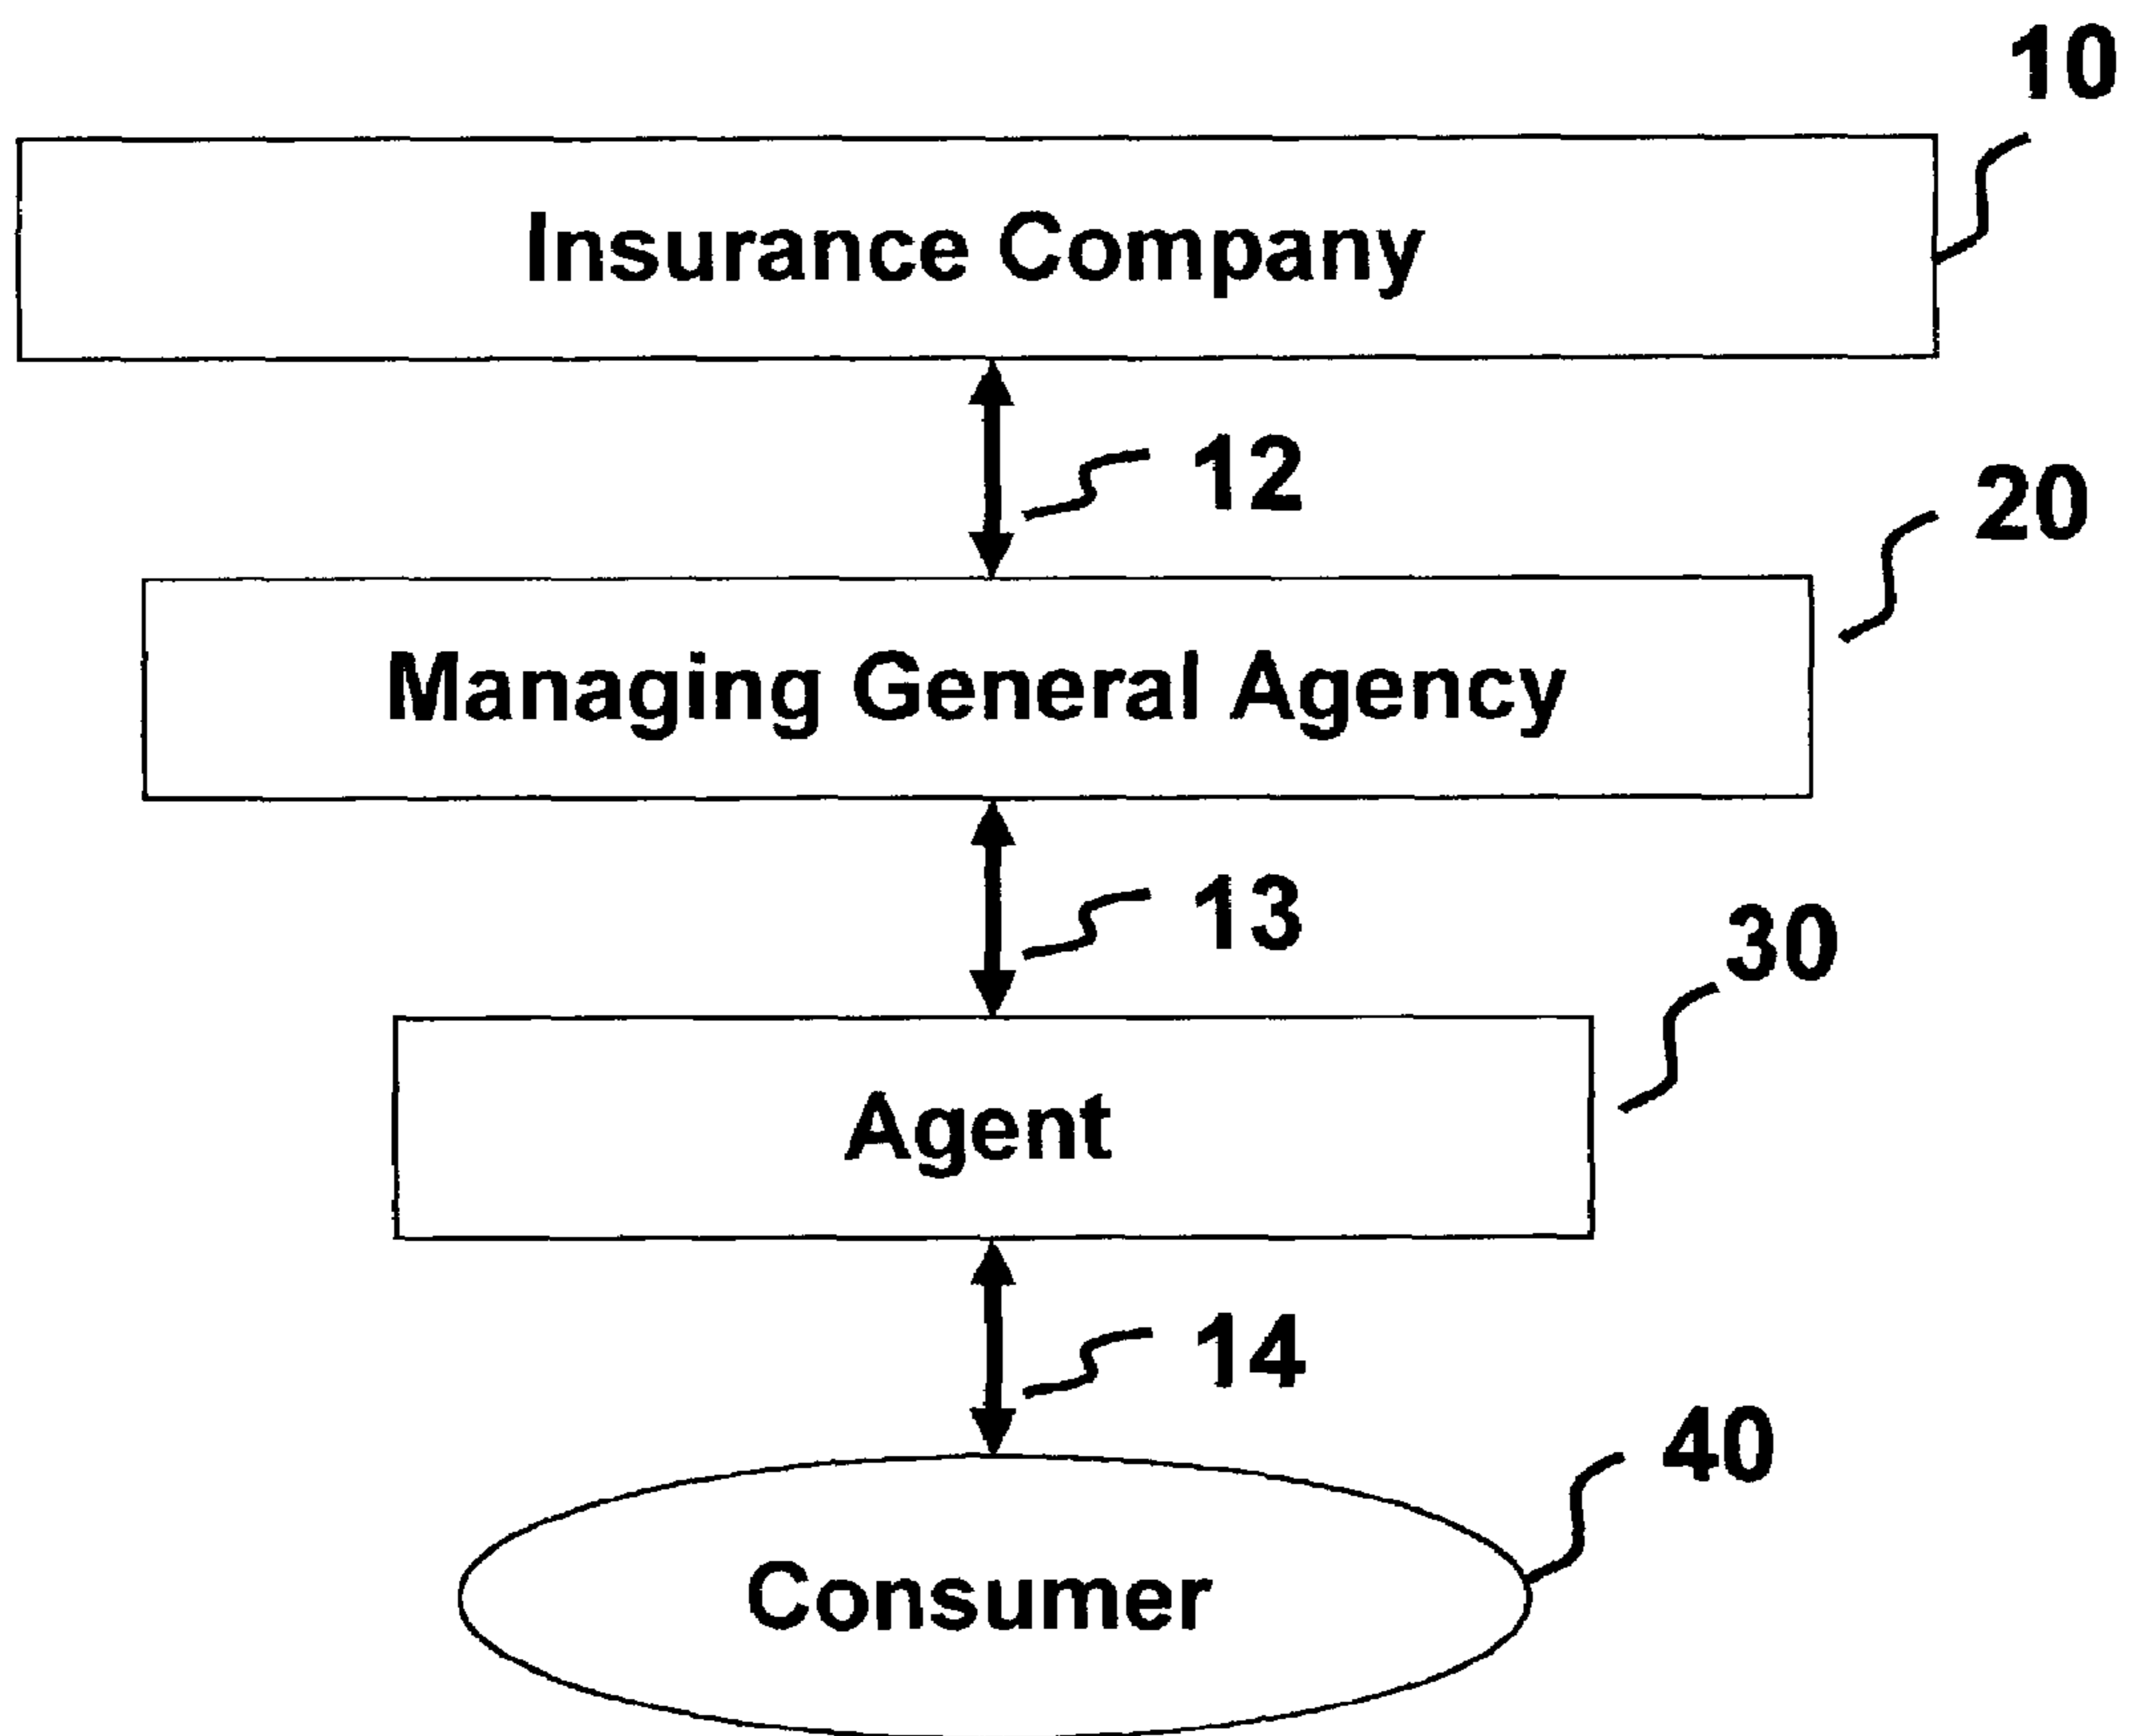 10
Insurance Company
12
20
Managing General Agency
13
30
Agent
14
40
Consumer